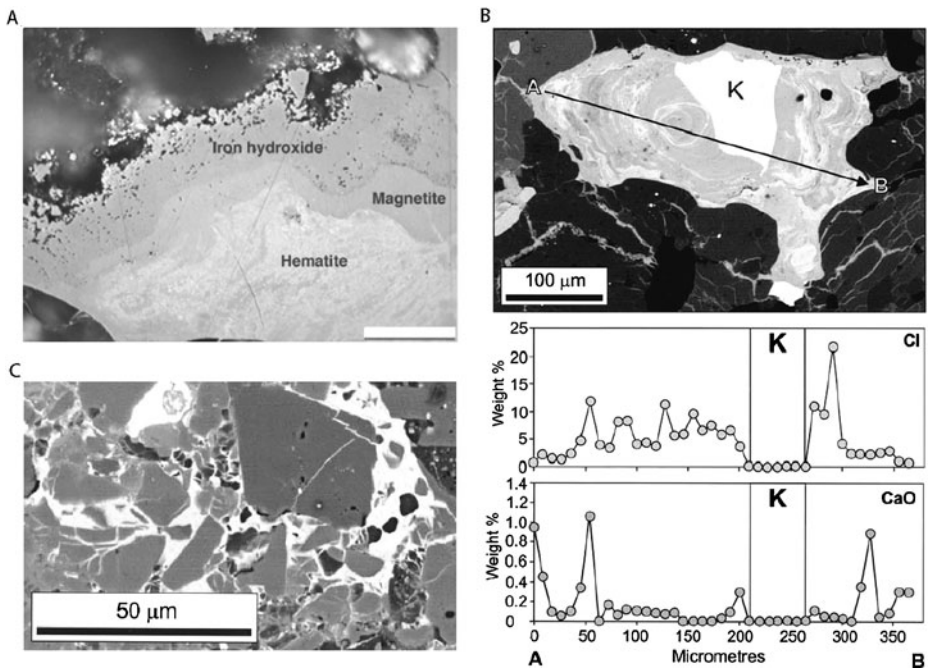 A
Iron hydroxide
Magnetite
Hematite
B
K
A
B
100 μm
C
50 μm
K
Cl
Weight %
25
20
15
10
5
0
K
CaO
Weight %
1.4
1.2
1.0
0.8
0.6
0.4
0.2
0
0 50 100 150 200 250 300 350
A Micrometres B